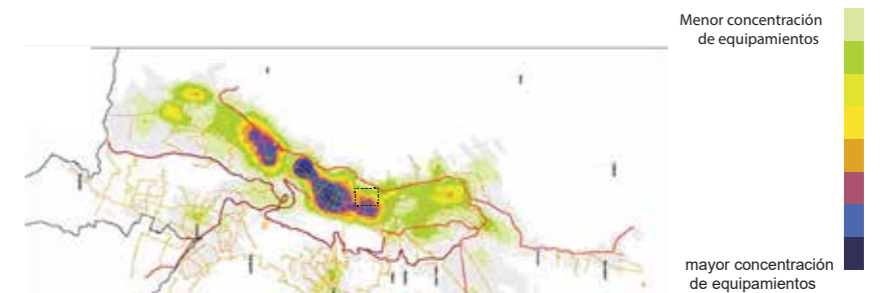 Menor concentración
de equipamientos
mayor concentración
de equipamientos